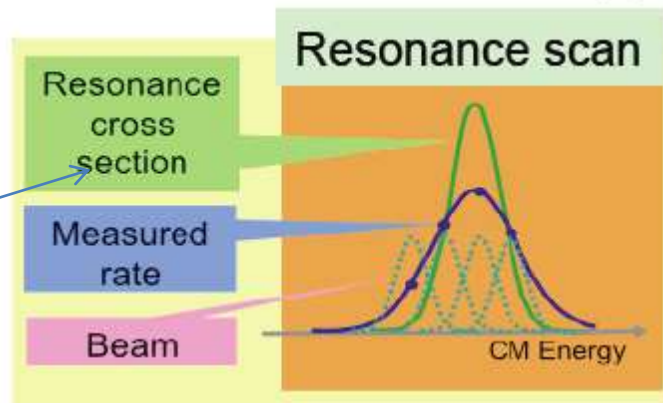 Resonance scan
Resonance
cross
section
Measured
rate
Beam
CM Energy